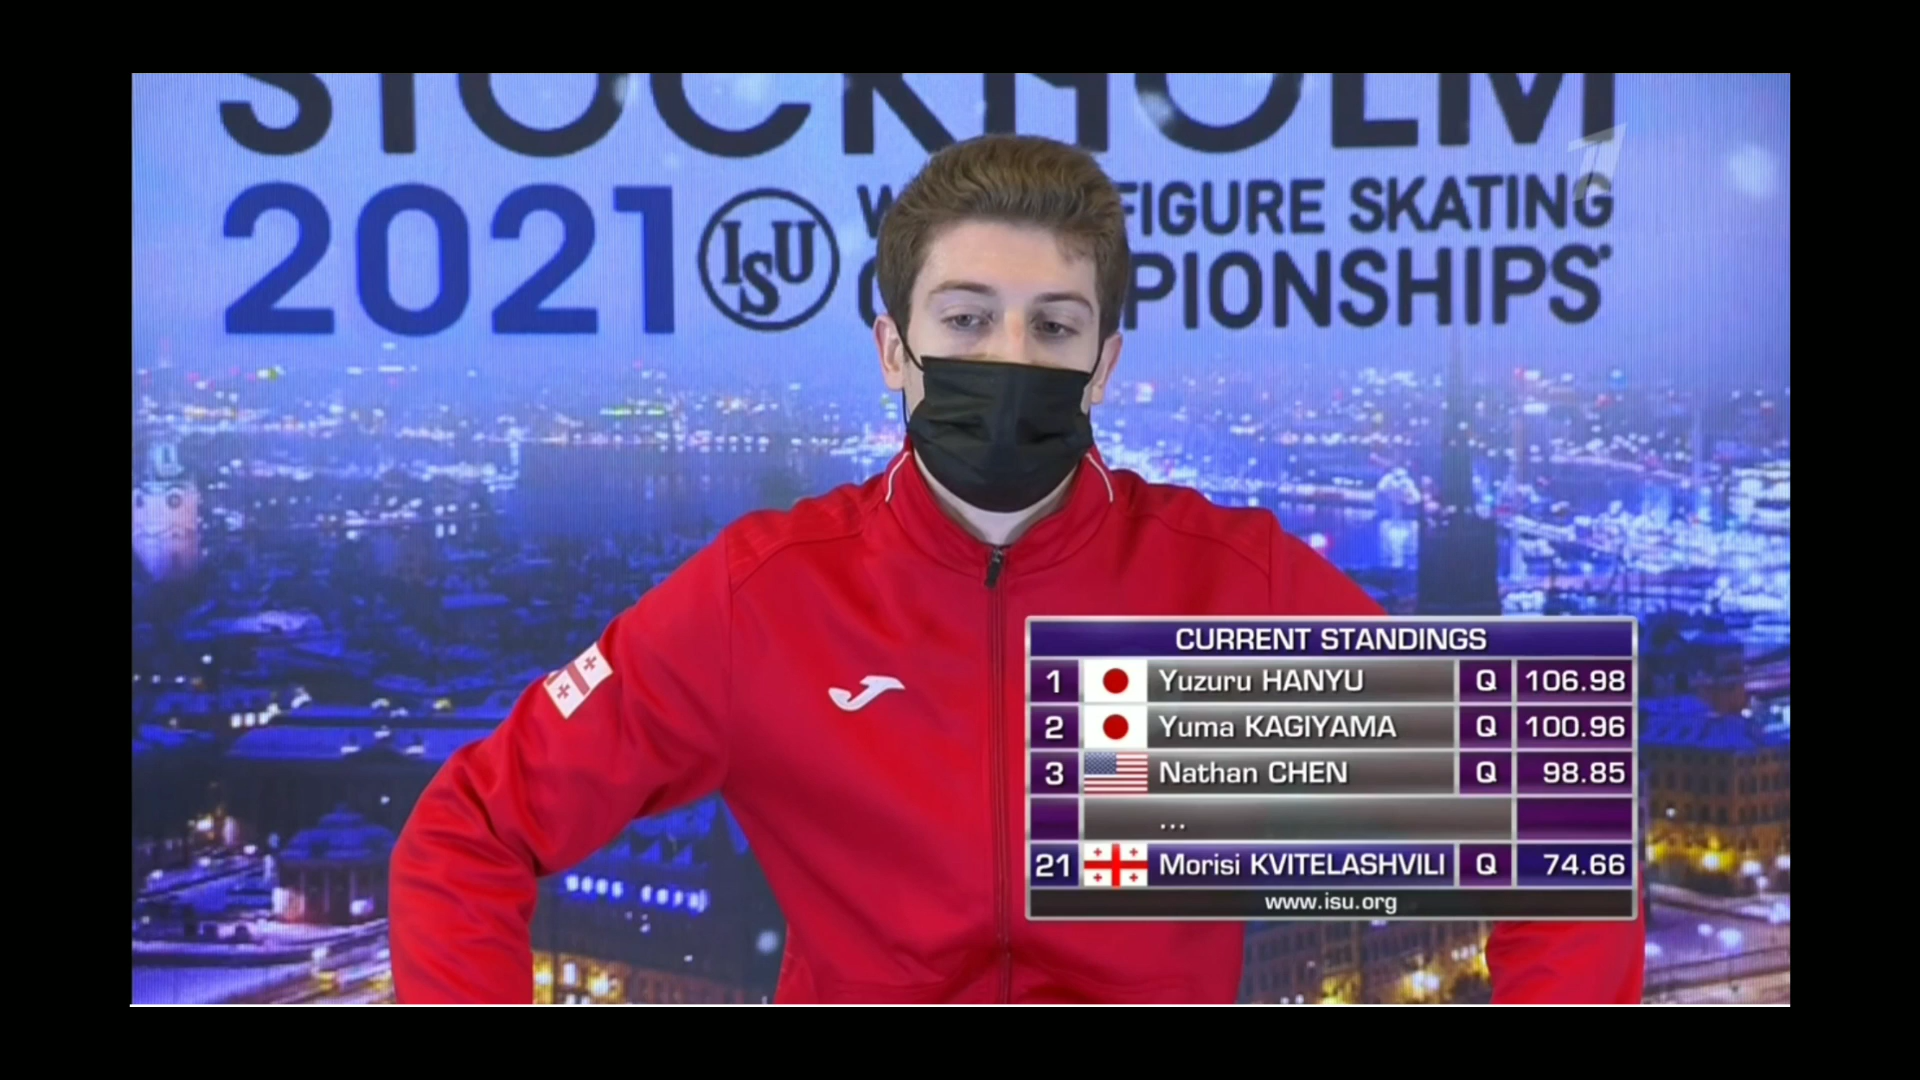 STOCKHOLM
2021 ISU W FIGURE SKATING
C PIONSHIPS
CURRENT STANDINGS
1 Yuzuru HANYU Q 106.98
2 Yuma KAGIYAMA Q 100.96
3 Nathan CHEN Q 98.85
...
21 Morisi KVITELASHVILI Q 74.66
www.isu.org